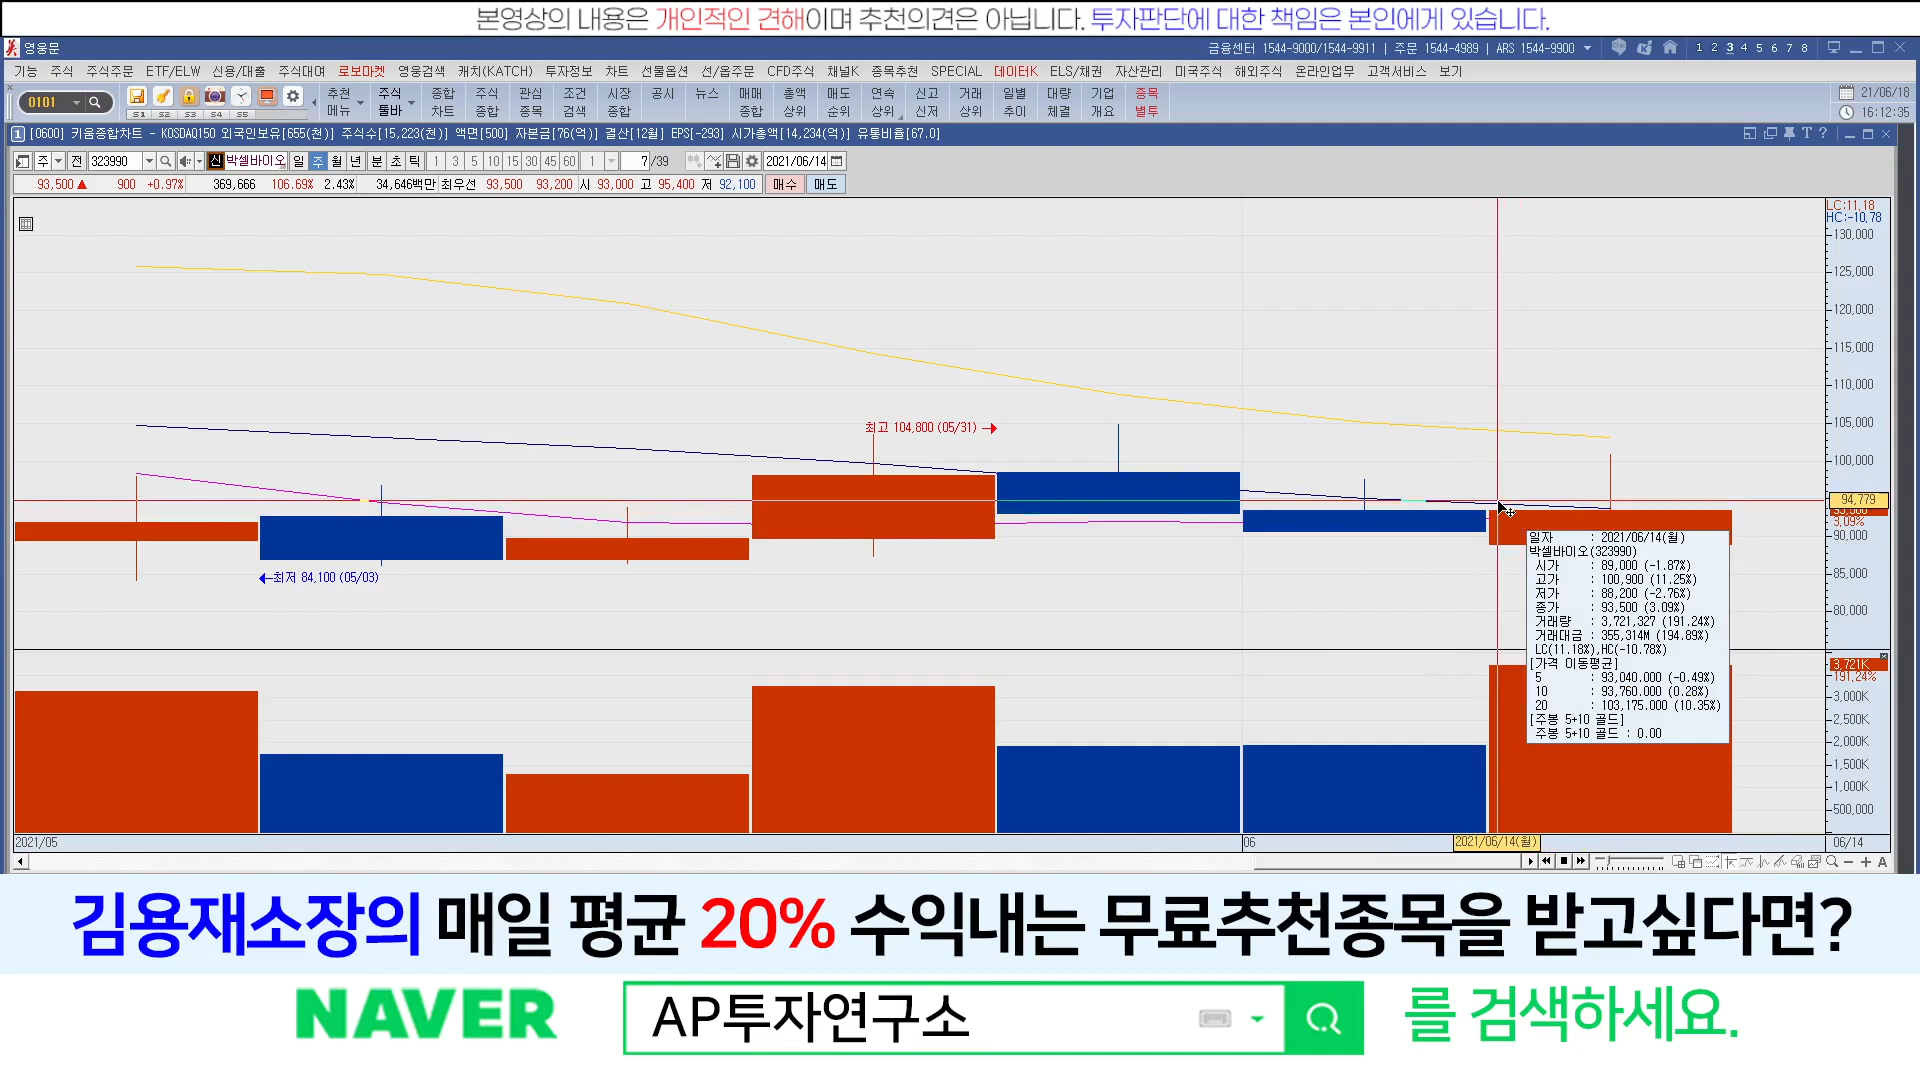 본영상의 내용은 개인적인 견해이며 추천의견은 아닙니다. 투자판단에 대한 책임은 본인에게 있습니다.
영웅문
금융센터 1544-9000/1544-9911 | 주문 1544-4989 | ARS 1544-9900
1 2 3 4 5 6 7 8
기능 주식 주식주문 ETF/ELW 신용/대출 주식대여 로보마켓 영웅검색 캐치(KATCH) 투자정보 차트 선물옵션 선/옵주문 CFD주식 채널K 종목추천 SPECIAL 데이터K ELS/채권 자산관리 미국주식 해외주식 온라인업무 고객서비스 보기
0101
S1 S2 S3 S4 S5
추천 주식 종합 주식 관심 조건 시장 공시 뉴스 매매 총액 매도 연속 신고 거래 일별 대량 기업 종목
메뉴 툴바 차트 종합 종목 검색 종합 종합 상위 순위 상위 신저 상위 추이 체결 개요 별투
21/06/18
16:12:35
1 [0600] 키움종합차트 - KOSDAQ150 외국인보유[655(천)] 주식수[15,223(천)] 액면[500] 자본금[76(억)] 결산[12월] EPS[-293] 시가총액[14,234(억)] 유통비율[67.0]
주 전 323990 신 박셀바이오 일 주 월 년 분 초 틱 1 3 5 10 15 30 45 60 1 7 /39 2021/06/14
93,500 ▲ 900 +0.97% 369,666 106.69% 2.43% 34,646백만 최우선 93,500 93,200 시 93,000 고 95,400 저 92,100 매수 매도
LC:11.18
HC:-10.78
130,000
125,000
120,000
115,000
110,000
105,000
최고 104,800 (05/31) →
100,000
94,779
3.09%
90,000
85,000
80,000
←최저 84,100 (05/03)
일자 : 2021/06/14(월)
박셀바이오(323990)
시가 : 89,000 (-1.87%)
고가 : 100,900 (11.25%)
저가 : 88,200 (-2.76%)
종가 : 93,500 (3.09%)
거래량 : 3,721,327 (191.24%)
거래대금 : 355,314M (194.89%)
LC(11.18%),HC(-10.78%)
[가격 이동평균]
5 : 93,040.000 (-0.49%)
10 : 93,760.000 (0.28%)
20 : 103,175.000 (10.35%)
[주봉 5+10 골드]
주봉 5+10 골드 : 0.00
3,721K
191.24%
3,000K
2,500K
2,000K
1,500K
1,000K
500,000
2021/05
06
2021/06/14(월)
06/14
김용재소장의 매일 평균 20% 수익내는 무료추천종목을 받고싶다면?
NAVER AP투자연구소 를 검색하세요.